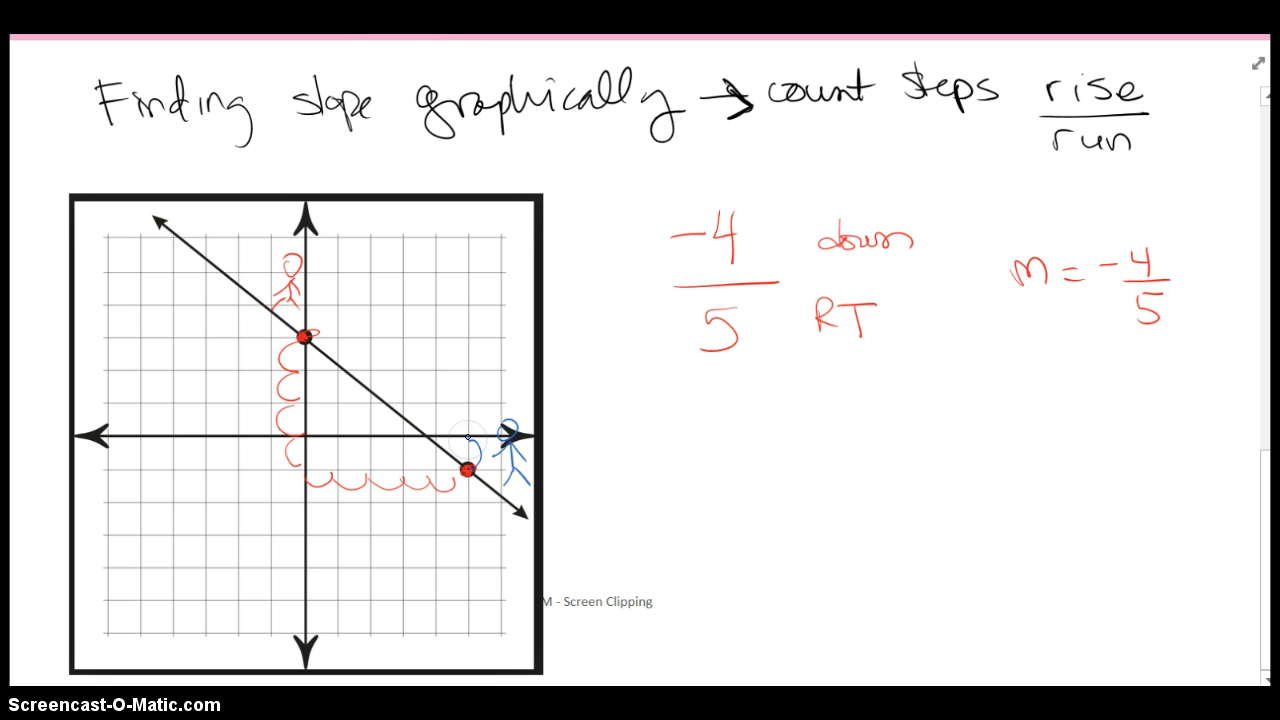 Finding slope graphically → count steps rise
run
-4 down
5 RT
m = -4
5
M - Screen Clipping
Screencast-O-Matic.com